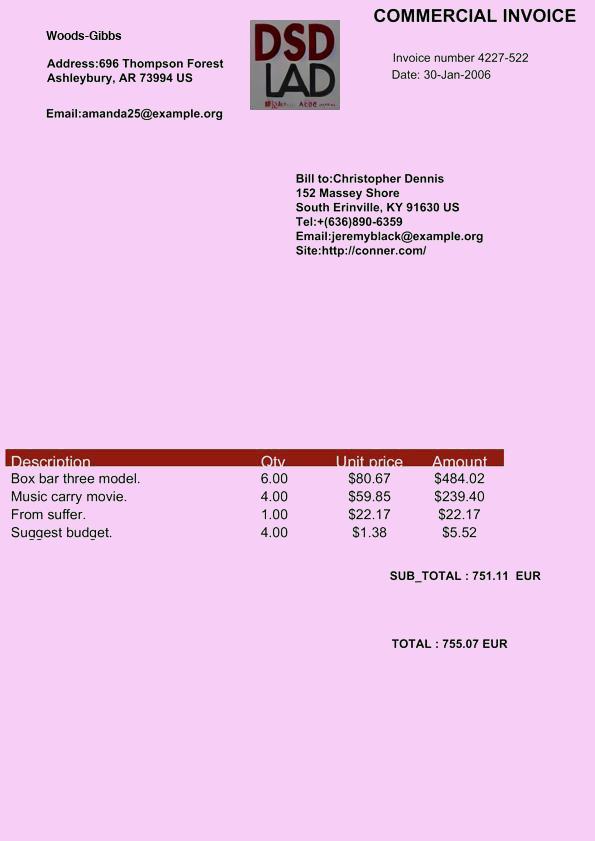 COMMERCIAL INVOICE
Woods-Gibbs
Address:696 Thompson Forest
Ashleybury, AR 73994 US
Email:amanda25@example.org
DSD
LAD
Invoice number 4227-522
Date: 30-Jan-2006
Bill to:Christopher Dennis
152 Massey Shore
South Erinville, KY 91630 US
Tel:+(636)890-6359
Email:jeremyblack@example.org
Site:http://conner.com/
Description Qty Unit price Amount
Box bar three model. 6.00 $80.67 $484.02
Music carry movie. 4.00 $59.85 $239.40
From suffer. 1.00 $22.17 $22.17
Suggest budget. 4.00 $1.38 $5.52
SUB_TOTAL : 751.11 EUR
TOTAL : 755.07 EUR